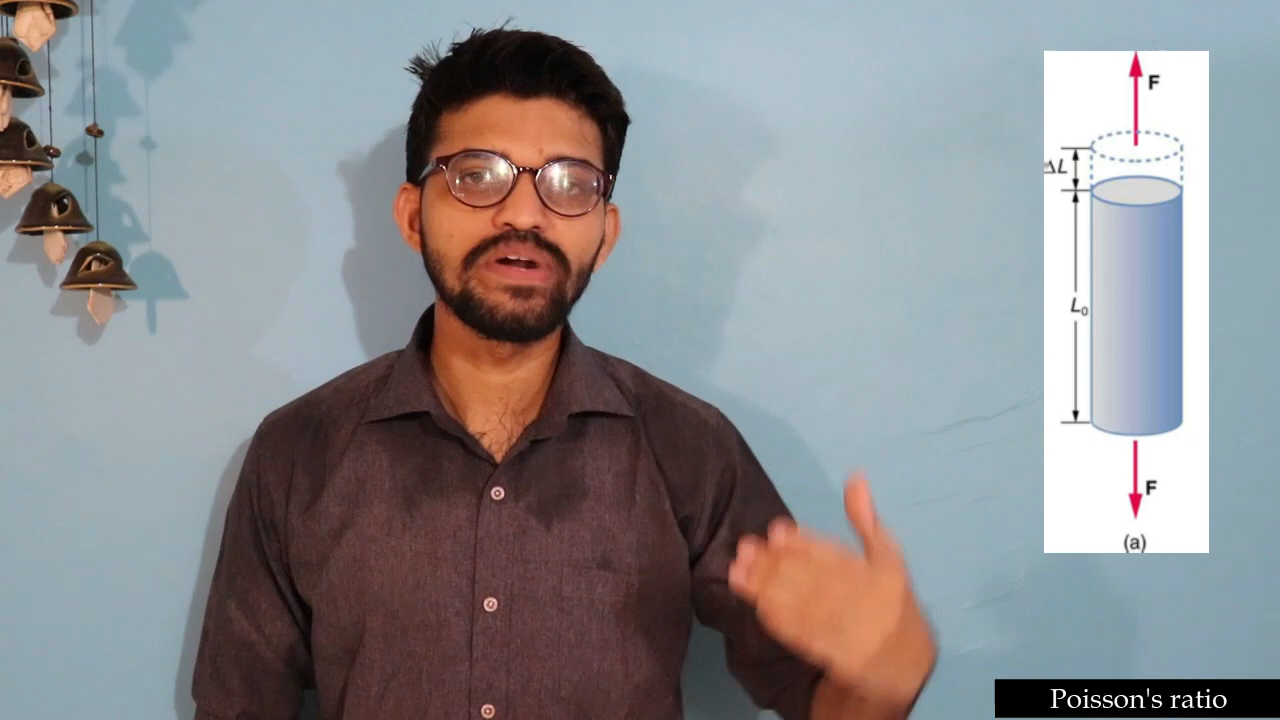 F
ΔL
L₀
F
(a)
Poisson's ratio